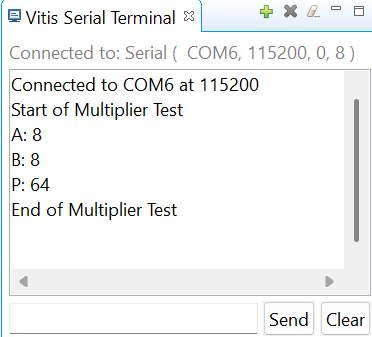 Vitis Serial Terminal
Connected to: Serial ( COM6, 115200, 0, 8 )
Connected to COM6 at 115200
Start of Multiplier Test
A: 8
B: 8
P: 64
End of Multiplier Test
Send
Clear